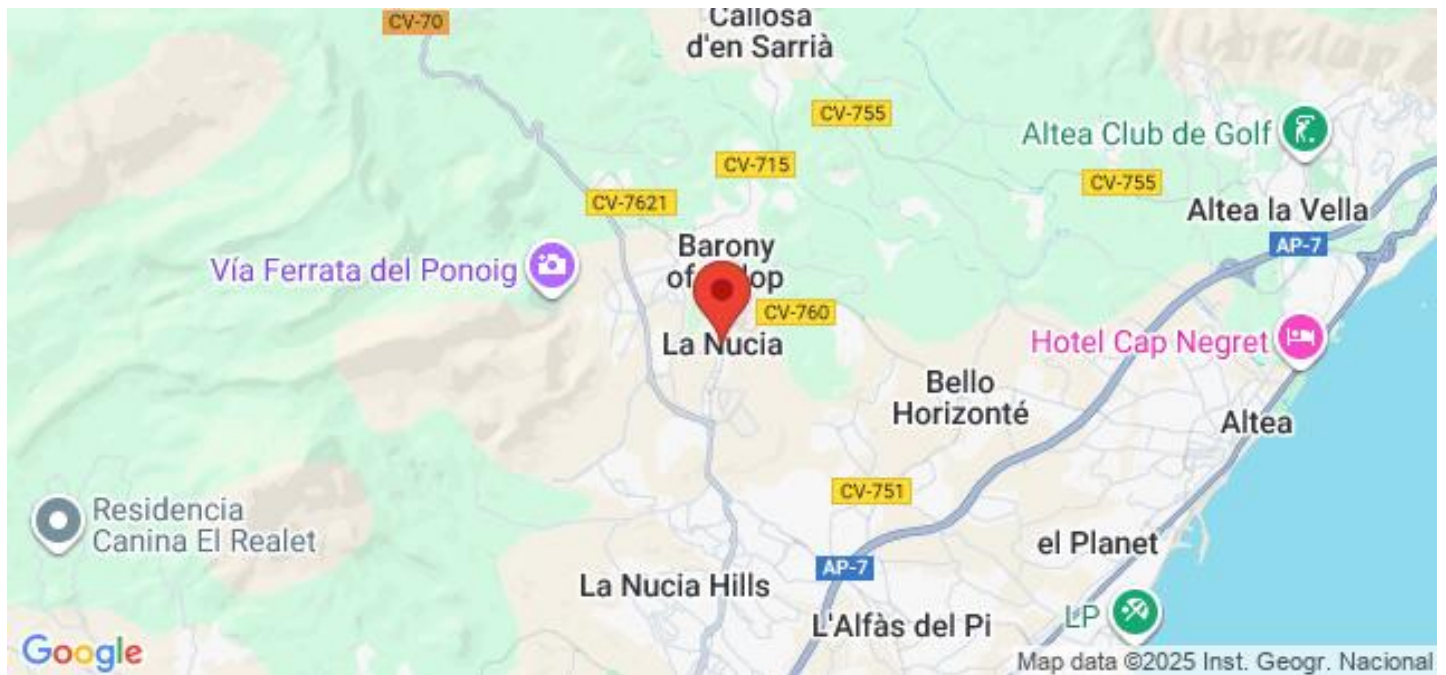 Callosa
d'en Sarrià
CV-70
CV-755
Altea Club de Golf
CV-715
CV-755
CV-7621
Altea la Vella
AP-7
Barony
Vía Ferrata del Ponoig
CV-760
La Nucia
Hotel Cap Negret
Bello
Horizonté
Altea
CV-751
Residencia
Canina El Realet
el Planet
AP-7
La Nucia Hills
LP
L'Alfàs del Pi
Google
Map data ©2025 Inst. Geogr. Nacional